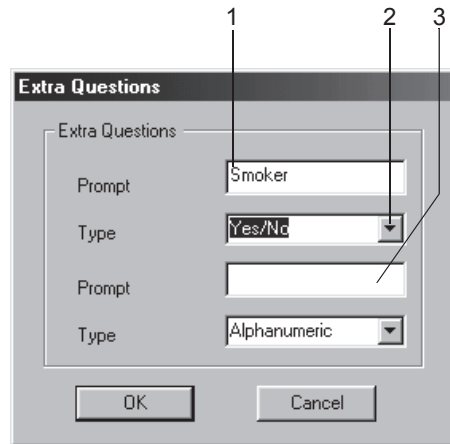 1 2 3
Extra Questions
Extra Questions
Prompt Smoker
Type Yes/No
Prompt
Type Alphanumeric
OK Cancel